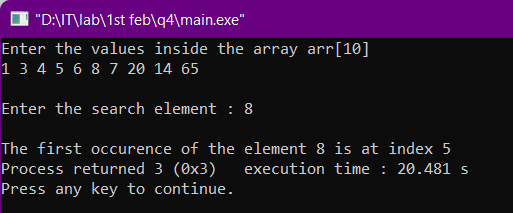 "D:\IT\lab\1st feb\q4\main.exe"
Enter the values inside the array arr[10]
1 3 4 5 6 8 7 20 14 65
Enter the search element : 8
The first occurence of the element 8 is at index 5
Process returned 3 (0x3)   execution time : 20.481 s
Press any key to continue.